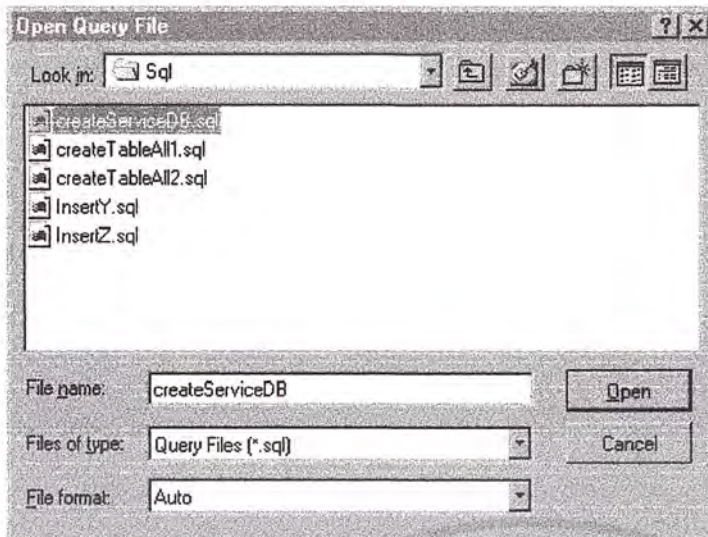 Open Query File
Look in: Sql
createServiceDB.sql
createTableAll1.sql
createTableAll2.sql
InsertY.sql
InsertZ.sql
File name: createServiceDB Open
Files of type: Query Files (*.sql) Cancel
File format: Auto